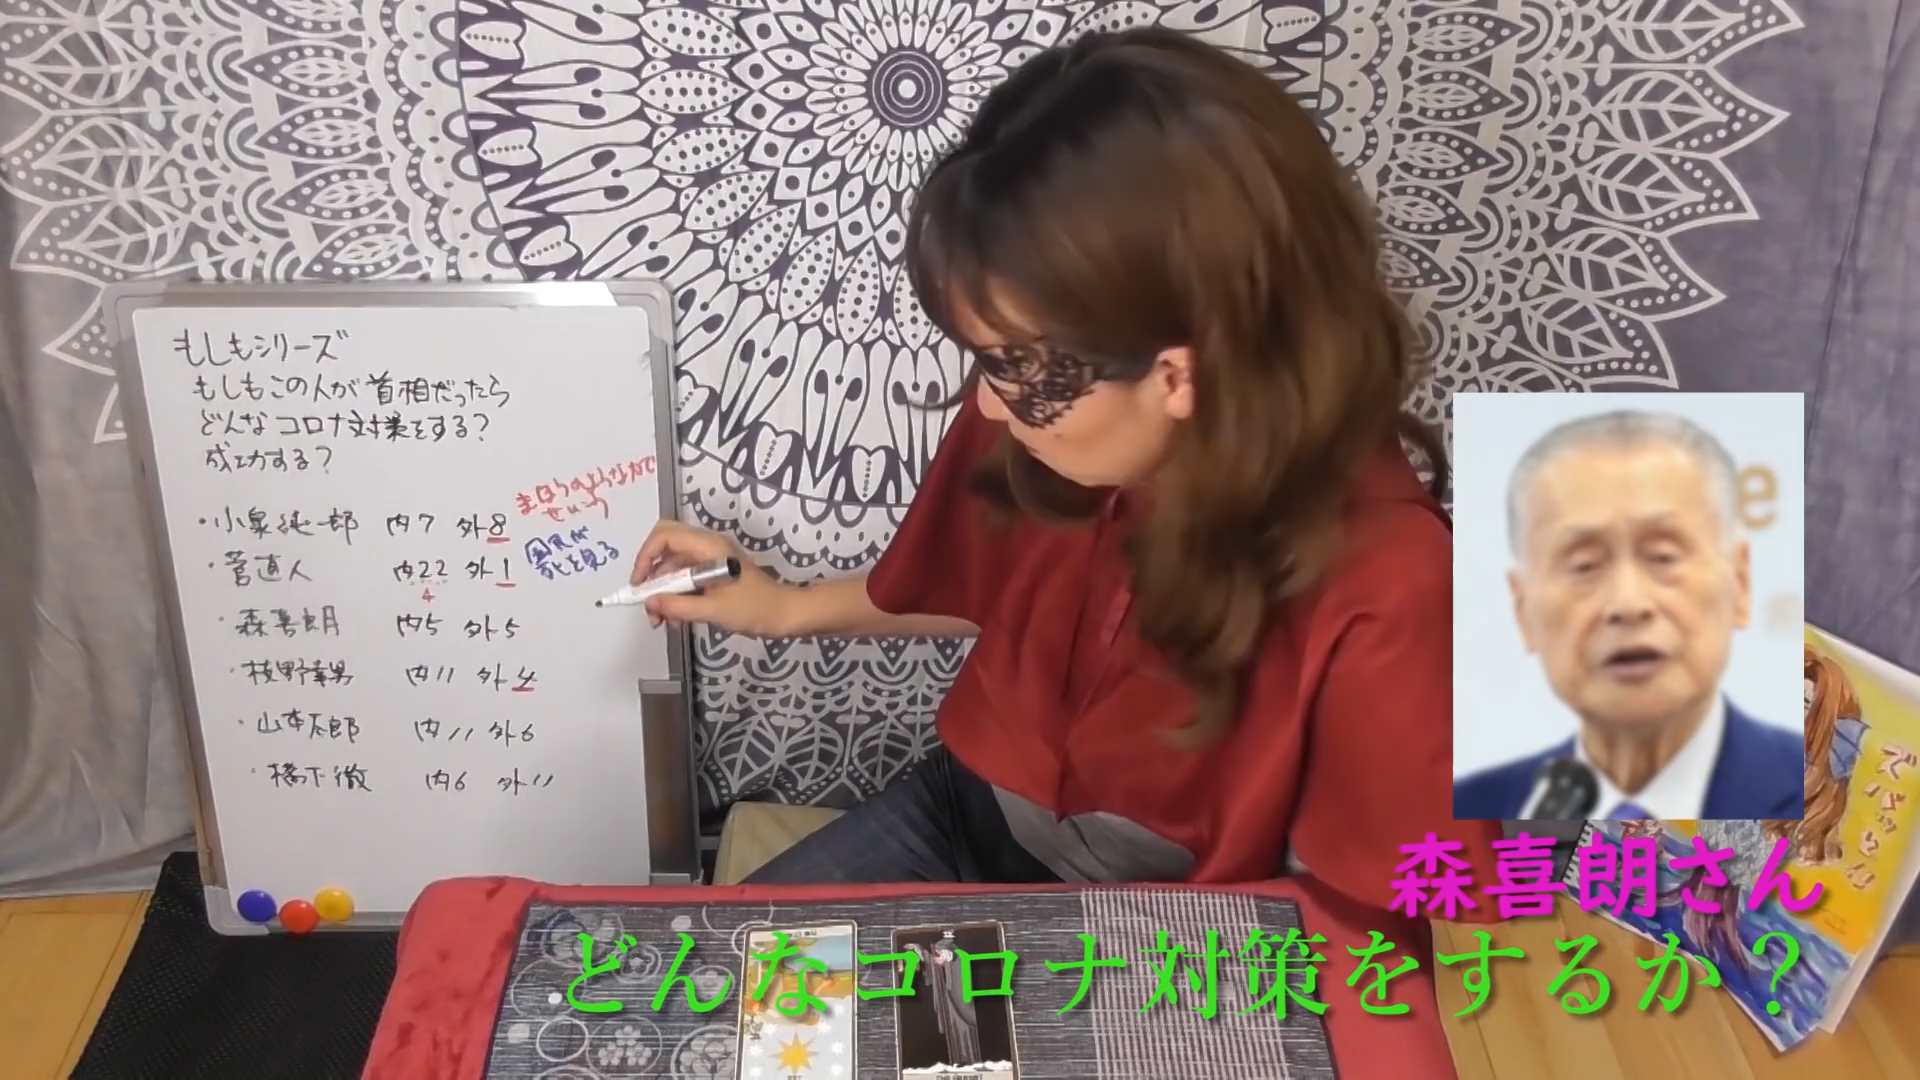 もしもシリーズ
もしもこの人が首相だったら
どんなコロナ対策をする?
成功する?
・小泉純一郎 内7 外8
まほうのような力で
せいこう
・菅直人 内22 外1
4
国民が
を見る
・森喜朗 内5 外5
・枝野幸男 内11 外4
・山本太郎 内11 外6
・橋下徹 内6 外11
e
ズバッと
森喜朗さん
どんなコロナ対策をするか?